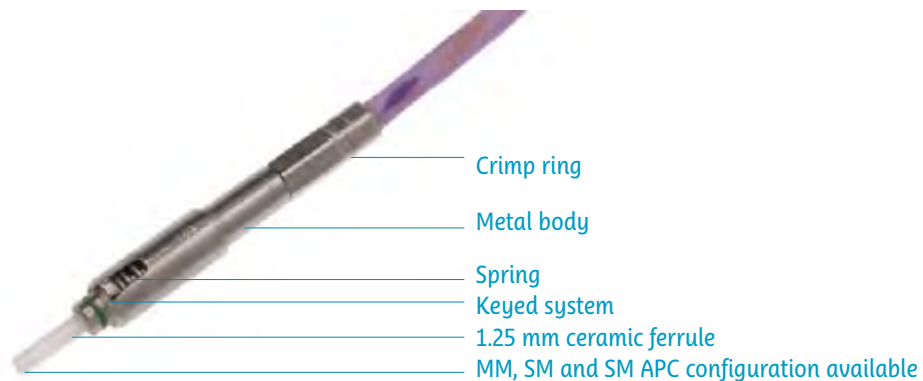 Crimp ring
Metal body
Spring
Keyed system
1.25 mm ceramic ferrule
MM, SM and SM APC configuration available